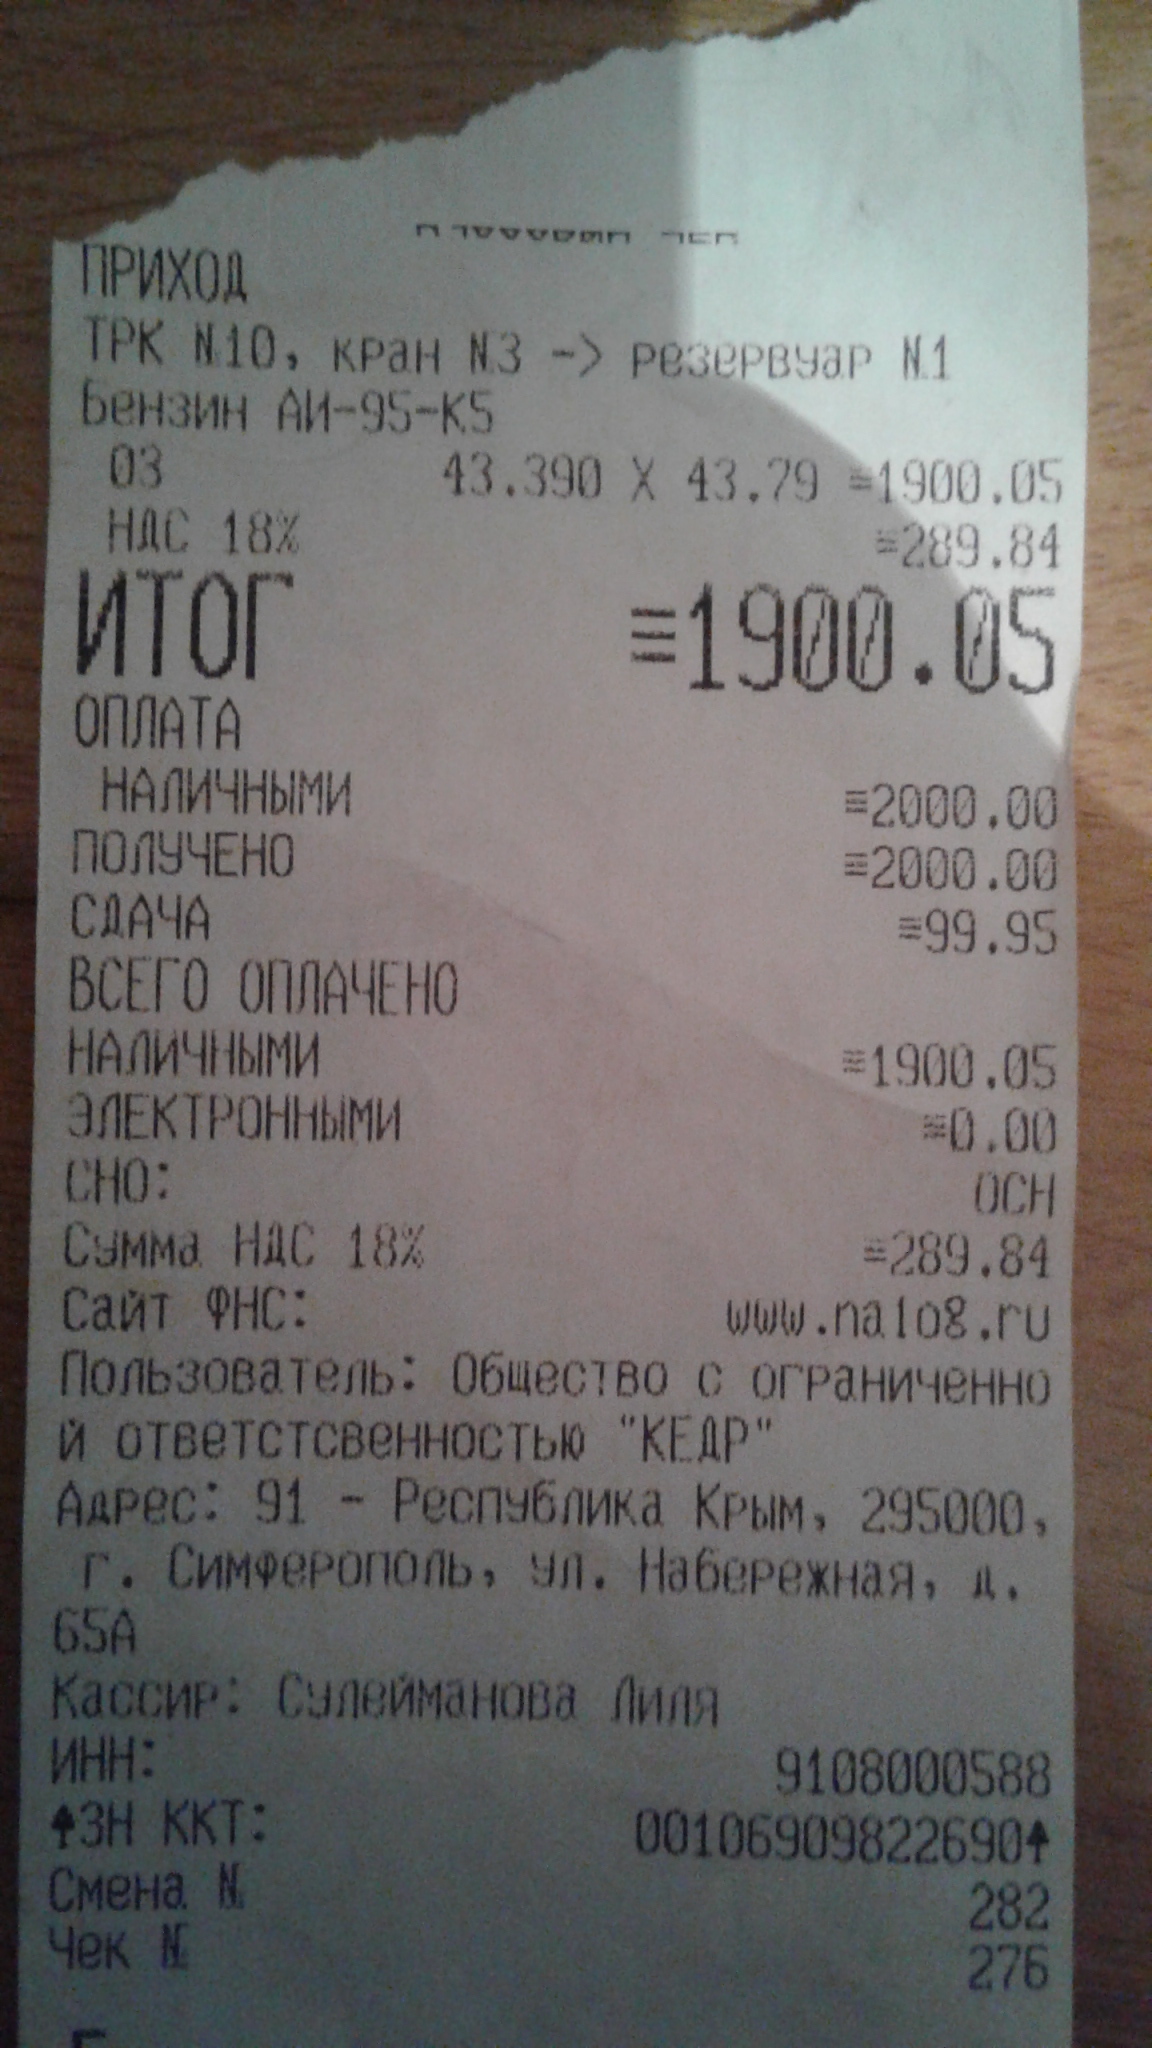 ПРИХОД
ТРК №10, кран №3 -> резервуар №1
Бензин АИ-95-К5
03 43.390 X 43.79 ≡1900.05
НДС 18% ≡289.84
ИТОГ ≡1900.05
ОПЛАТА
НАЛИЧНЫМИ ≡2000.00
ПОЛУЧЕНО ≡2000.00
СДАЧА ≡99.95
ВСЕГО ОПЛАЧЕНО
НАЛИЧНЫМИ ≡1900.05
ЭЛЕКТРОННЫМИ ≡0.00
СНО: ОСН
Сумма НДС 18% ≡289.84
Сайт ФНС: www.nalog.ru
Пользователь: Общество с ограниченно
й ответстсвенностью "КЕДР"
Адрес: 91 - Республика Крым, 295000,
г. Симферополь, ул. Набережная, д.
65А
Кассир: Сулейманова Лиля
ИНН: 9108000588
ЗН ККТ: 00106909822690
Смена № 282
Чек № 276